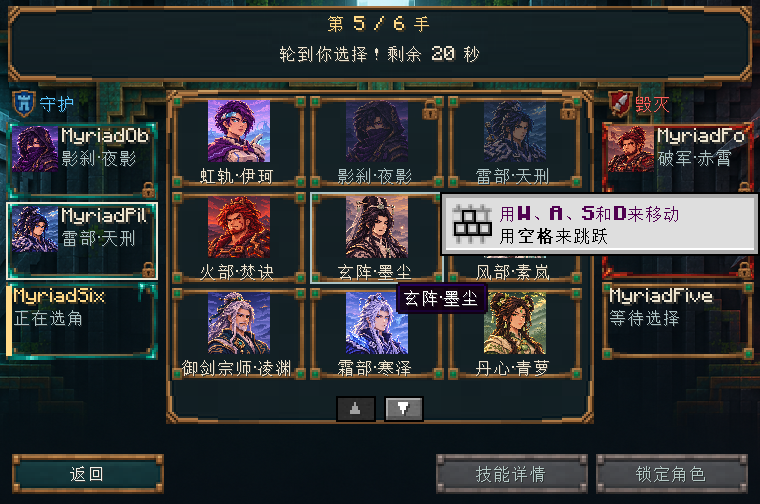 第 5 / 6 手
轮到你选择！剩余 20 秒
守护
毁灭
MyriadOb
影刹·夜影
MyriadPil
雷部·天刑
MyriadSix
正在选角
虹轨·伊珂
影刹·夜影
雷部·天刑
火部·焚诀
玄阵·墨尘
风部·素岚
御剑宗师·凌渊
霜部·寒泽
丹心·青萝
玄阵·墨尘
用W、A、S和D来移动
用空格来跳跃
MyriadFo
破军·赤霄
MyriadFive
等待选择
返回
技能详情
锁定角色